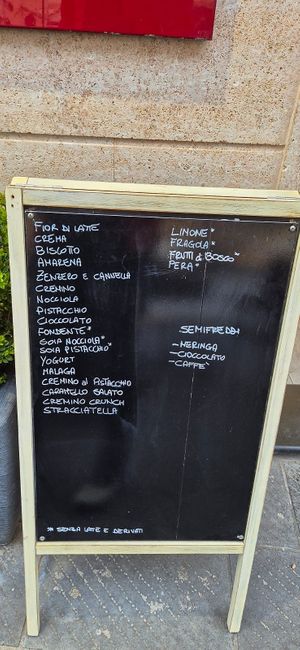 FIOR DI LATTE
CREMA
BISCOTTO
AMARENA
ZENZERO E CANNELLA
CREMINO
NOCCIOLA
PISTACCHIO
CIOCCOLATO
FONDENTE*
SOIA NOCCIOLA*
SOIA PISTACCHIO*
YOGURT
MALAGA
CREMINO al PISTACCHIO
CARAMELLO SALATO
CREMINO CRUNCH
STRACCIATELLA
LIMONE*
FRAGOLA*
FRUTTI di BOSCO*
PERA*
SEMIFREDDI
-MERINGA
-CIOCCOLATO
-CAFFE'
* SENZA LATTE E DERIVATI